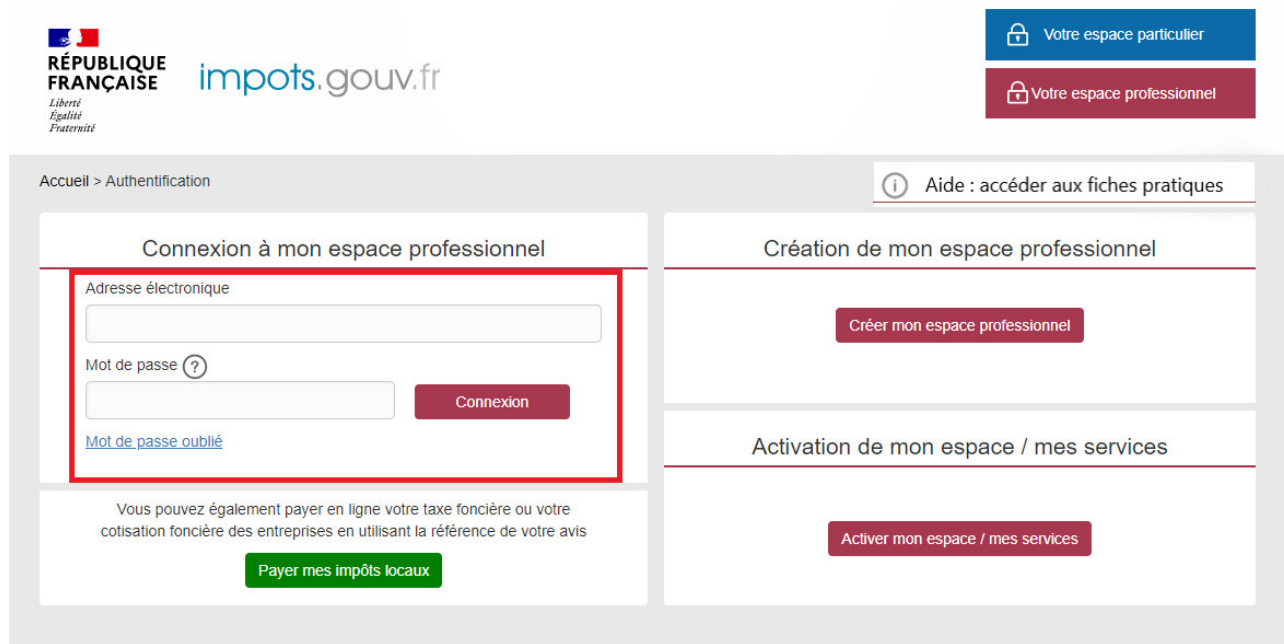 RÉPUBLIQUE
FRANÇAISE
Liberté
Égalité
Fraternité
impots.gouv.fr
Votre espace particulier
Votre espace professionnel
Accueil > Authentification
Aide : accéder aux fiches pratiques
Connexion à mon espace professionnel
Adresse électronique
Mot de passe ?
Connexion
Mot de passe oublié
Vous pouvez également payer en ligne votre taxe foncière ou votre
cotisation foncière des entreprises en utilisant la référence de votre avis
Payer mes impôts locaux
Création de mon espace professionnel
Créer mon espace professionnel
Activation de mon espace / mes services
Activer mon espace / mes services